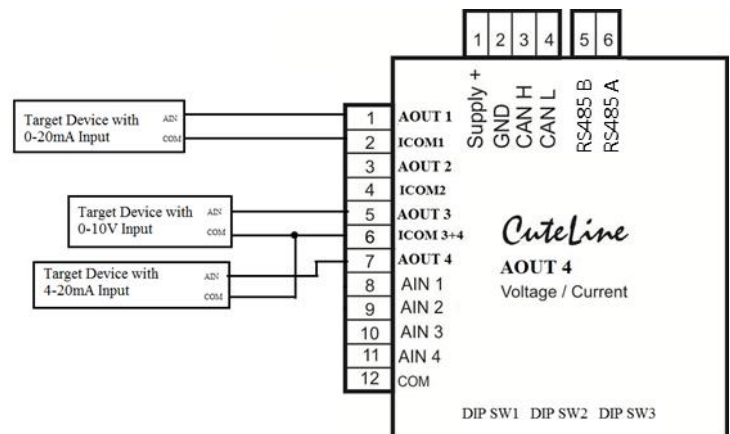 1 2 3 4 5 6
Supply +
GND
CAN H
CAN L
RS485 B
RS485 A
Target Device with
0-20mA Input
AIN
COM
Target Device with
0-10V Input
AIN
COM
Target Device with
4-20mA Input
AIN
COM
1 AOUT 1
2 ICOM1
3 AOUT 2
4 ICOM2
5 AOUT 3
6 ICOM 3+4
7 AOUT 4
8 AIN 1
9 AIN 2
10 AIN 3
11 AIN 4
12 COM
CuteLine
AOUT 4
Voltage / Current
DIP SW1 DIP SW2 DIP SW3